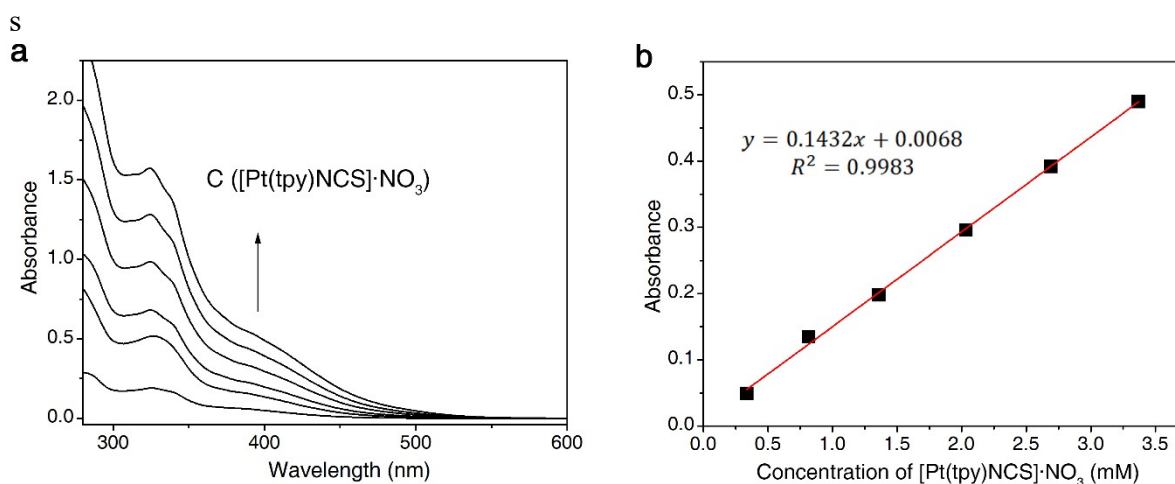 s
a
2.0
1.5
1.0
0.5
0.0
Absorbance
C ([Pt(tpy)NCS]·NO₃)
300 400 500 600
Wavelength (nm)
b
0.5
0.4
0.3
0.2
0.1
0.0
Absorbance
y = 0.1432x + 0.0068
R² = 0.9983
0.0 0.5 1.0 1.5 2.0 2.5 3.0 3.5
Concentration of [Pt(tpy)NCS]·NO₃ (mM)